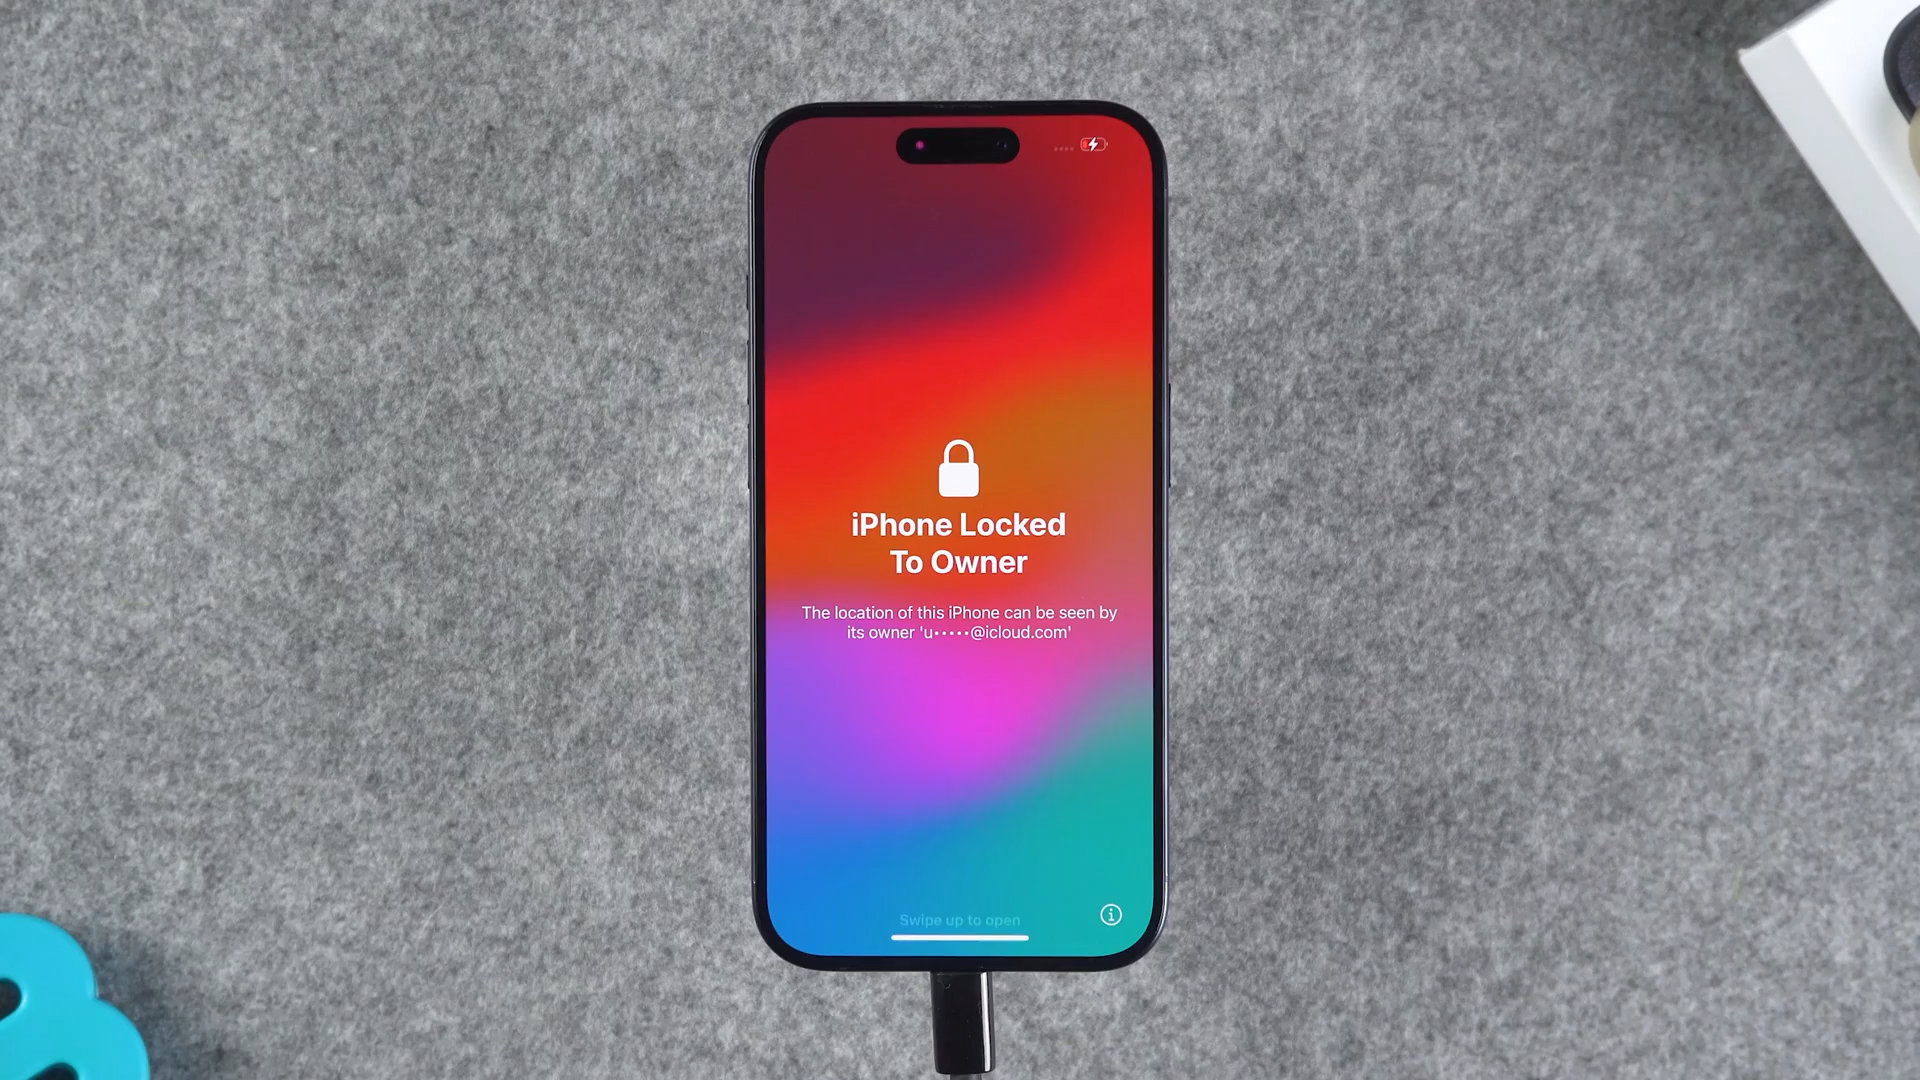 iPhone Locked
To Owner
The location of this iPhone can be seen by
its owner 'u•••••@icloud.com'
Swipe up to open